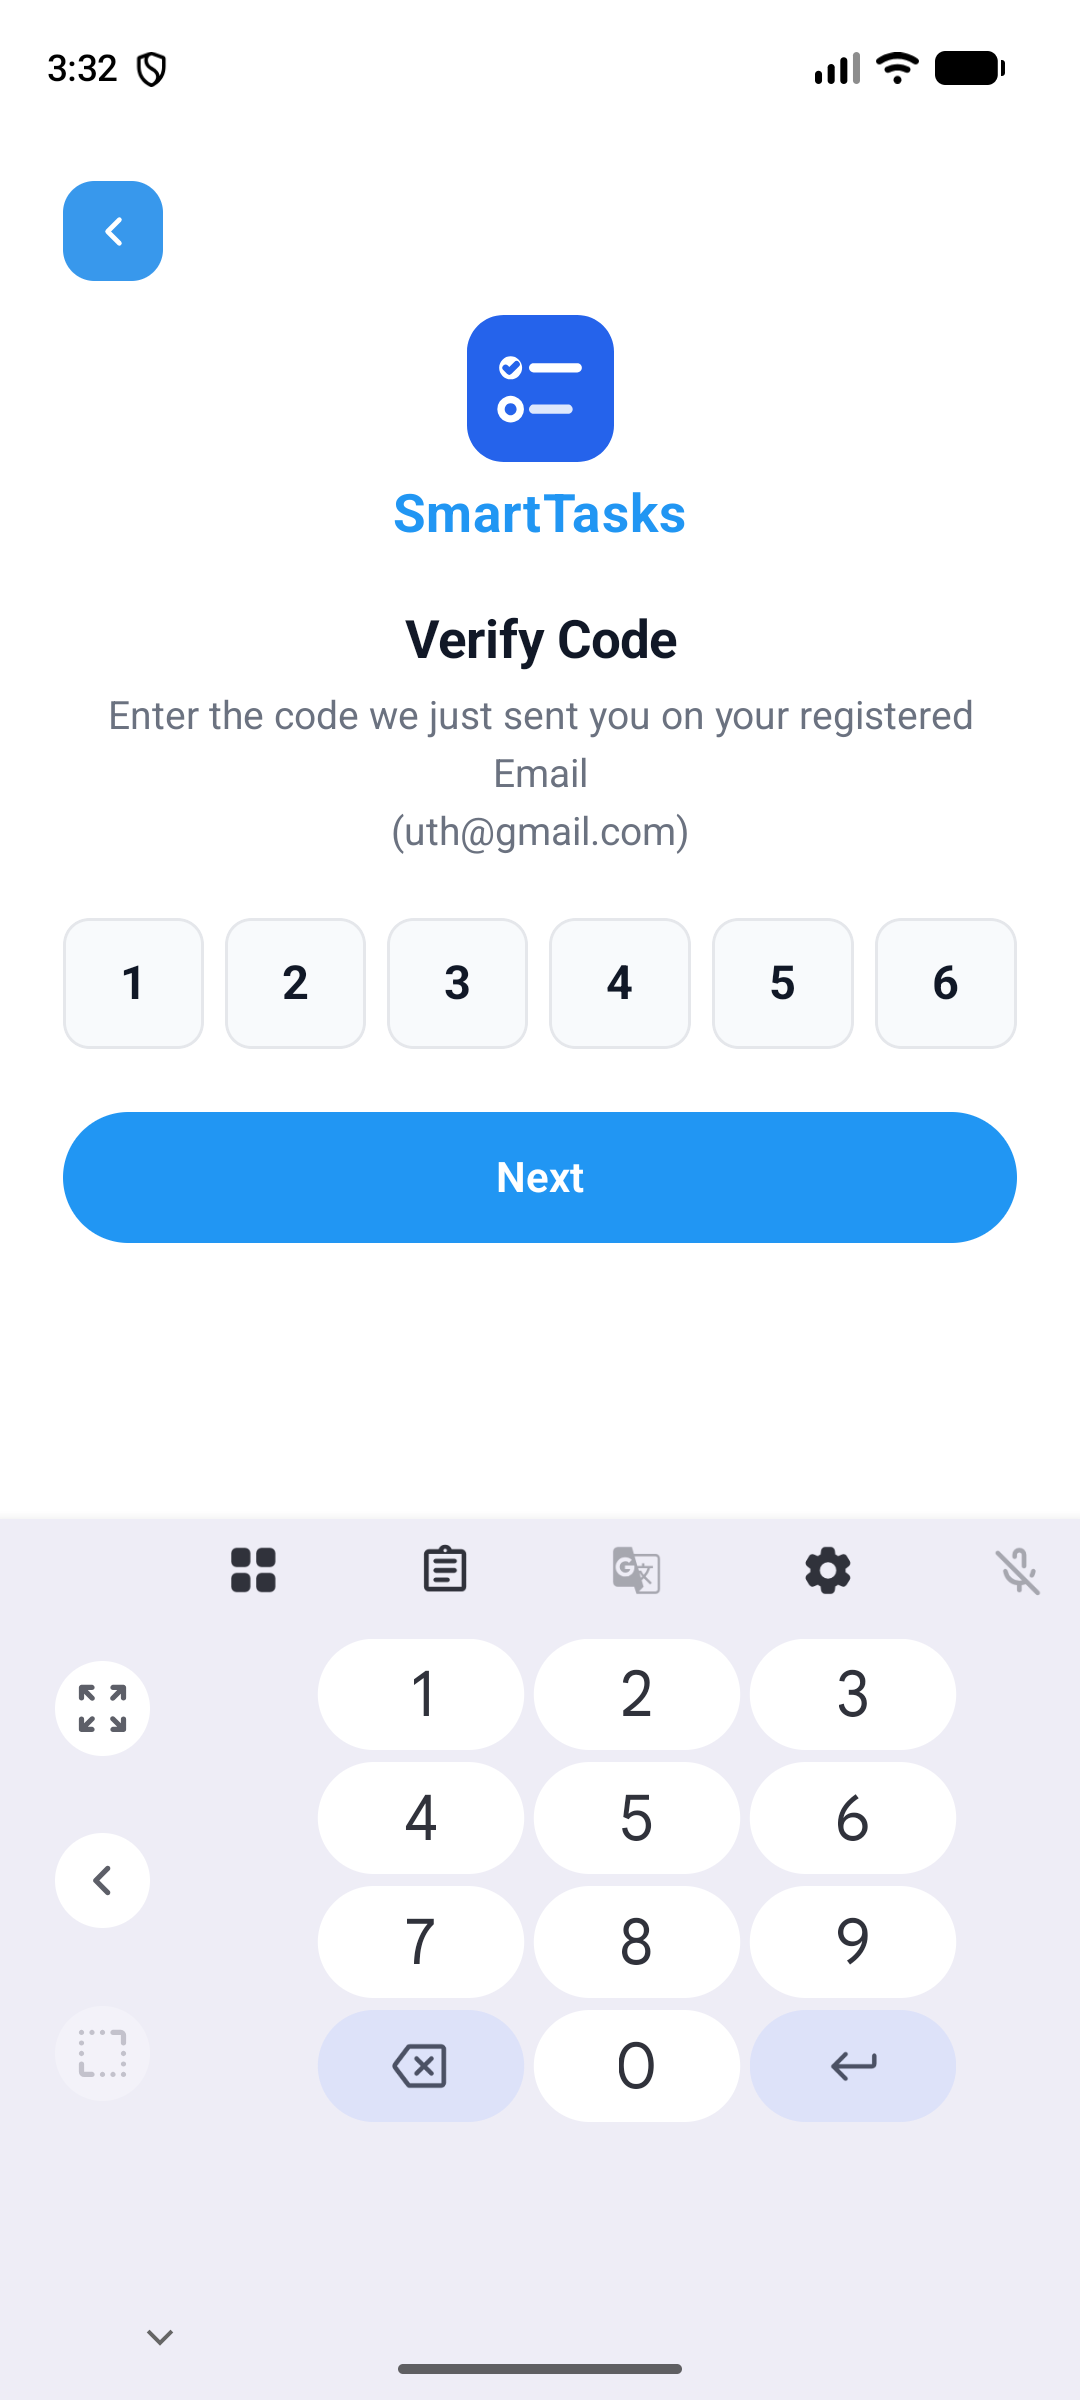 3:32
SmartTasks
Verify Code
Enter the code we just sent you on your registered
Email
(uth@gmail.com)
1 2 3 4 5 6
Next
1 2 3
4 5 6
7 8 9
0